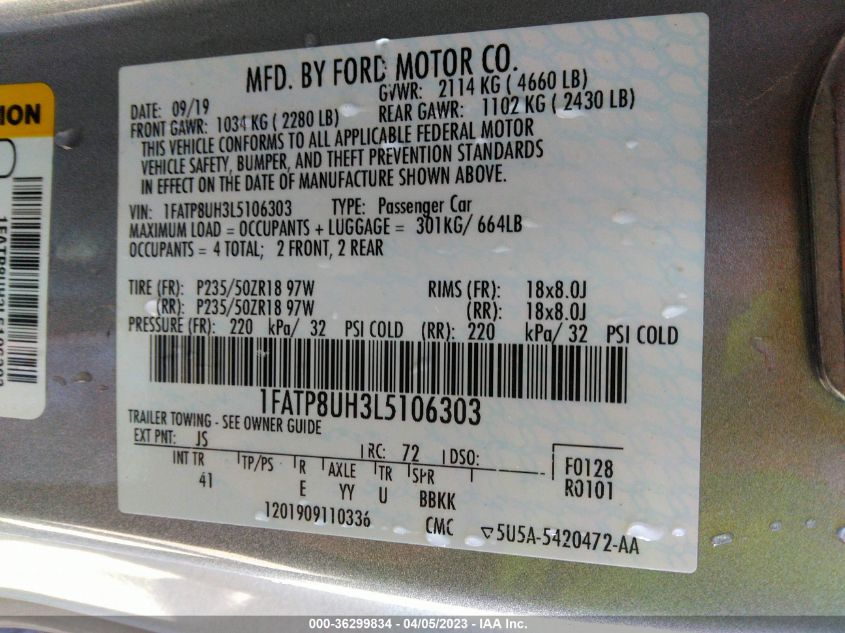 MFD. BY FORD MOTOR CO.
DATE: 09/19 GVWR: 2114 KG ( 4660 LB)
FRONT GAWR: 1034 KG ( 2280 LB) REAR GAWR: 1102 KG ( 2430 LB)
THIS VEHICLE CONFORMS TO ALL APPLICABLE FEDERAL MOTOR
VEHICLE SAFETY, BUMPER, AND THEFT PREVENTION STANDARDS
IN EFFECT ON THE DATE OF MANUFACTURE SHOWN ABOVE.
VIN: 1FATP8UH3L5106303 TYPE: Passenger Car
MAXIMUM LOAD = OCCUPANTS + LUGGAGE = 301KG/ 664LB
OCCUPANTS = 4 TOTAL; 2 FRONT, 2 REAR
TIRE (FR): P235/50ZR18 97W RIMS (FR): 18x8.0J
(RR): P235/50ZR18 97W (RR): 18x8.0J
PRESSURE (FR): 220 kPa/ 32 PSI COLD (RR): 220 kPa/ 32 PSI COLD
1FATP8UH3L5106303
TRAILER TOWING - SEE OWNER GUIDE
EXT PNT: JS RC: 72 DSO: F0128
INT TR TP/PS R AXLE TR SPR R0101
41 E YY U BBKK
1201909110336 CMC 5U5A-5420472-AA
ION
1FATP8UH3L5106303
000-36299834 - 04/05/2023 - IAA Inc.